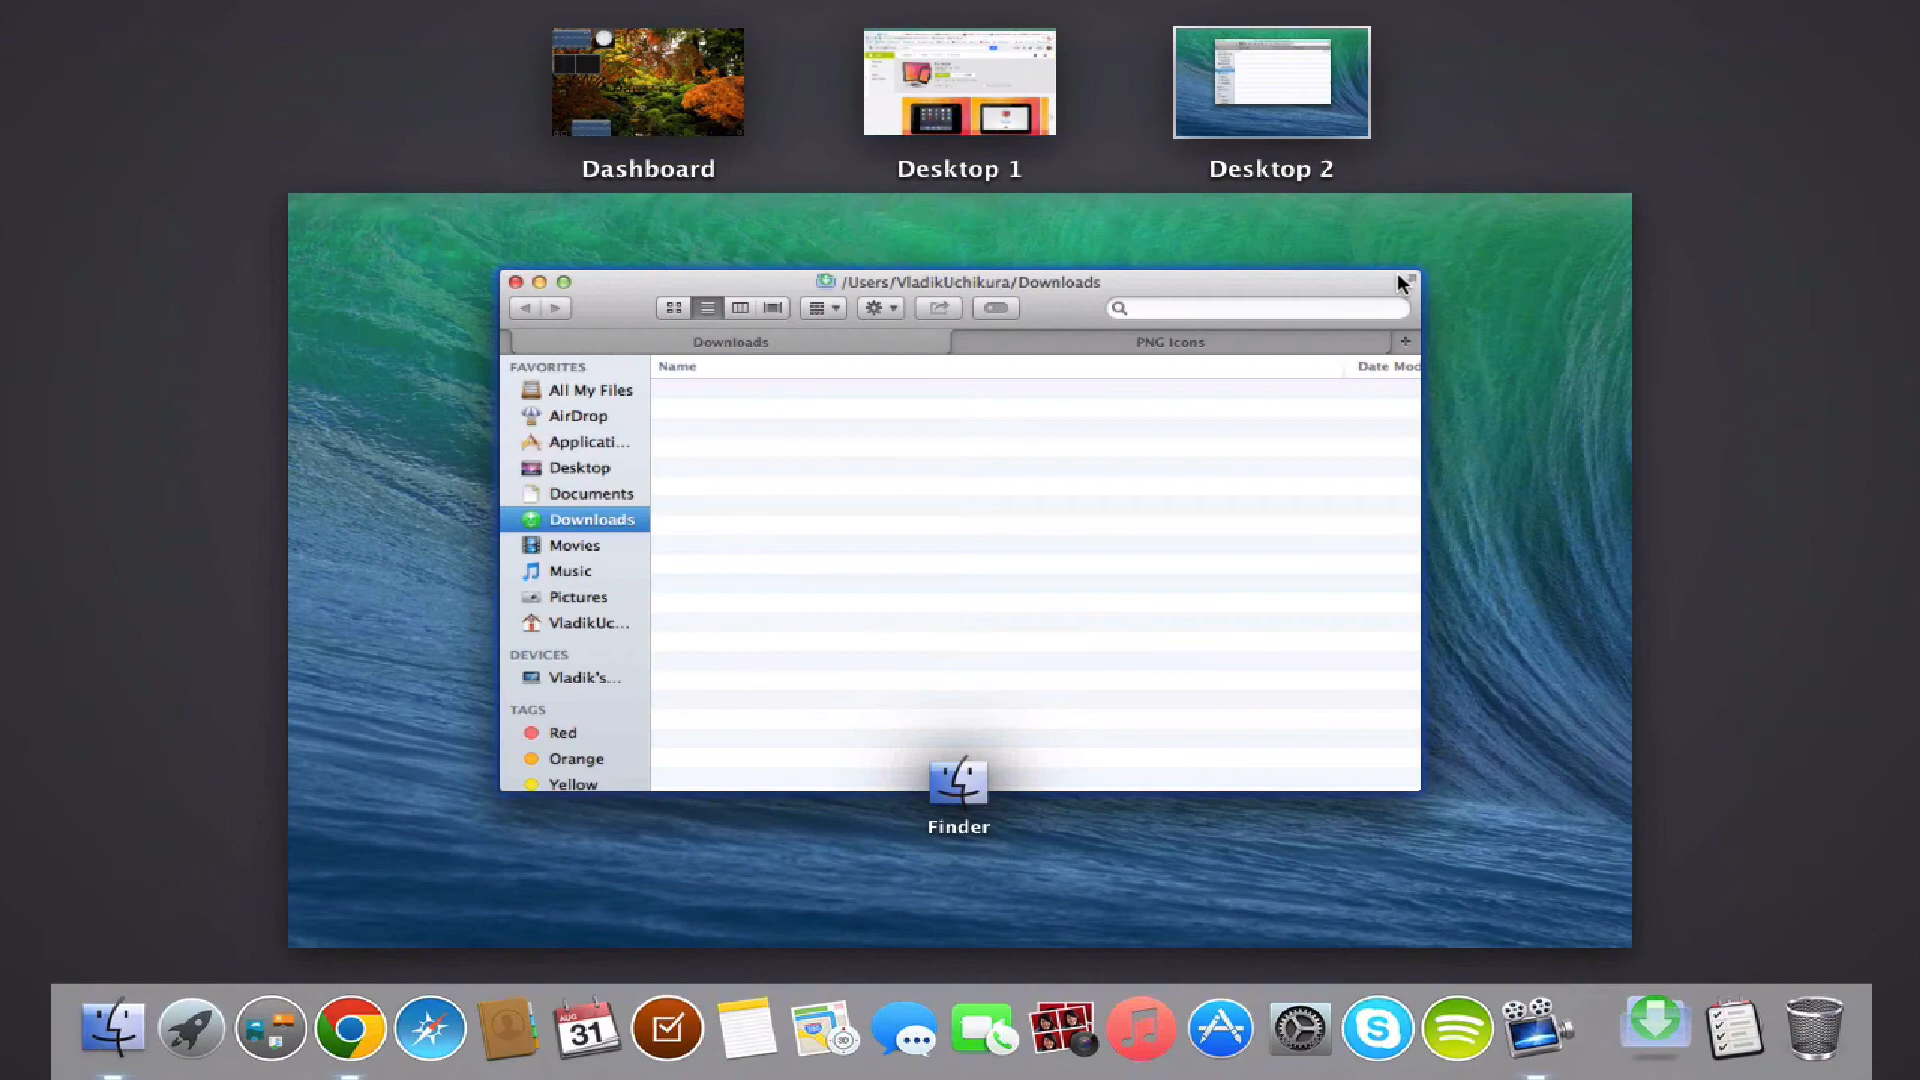 Dashboard
Desktop 1
Desktop 2
/Users/VladikUchikura/Downloads
Downloads
PNG Icons
FAVORITES
Name
Date Mod
All My Files
AirDrop
Applicati...
Desktop
Documents
Downloads
Movies
Music
Pictures
VladikUc...
DEVICES
Vladik's...
TAGS
Red
Orange
Yellow
Finder
AUG
31
3D